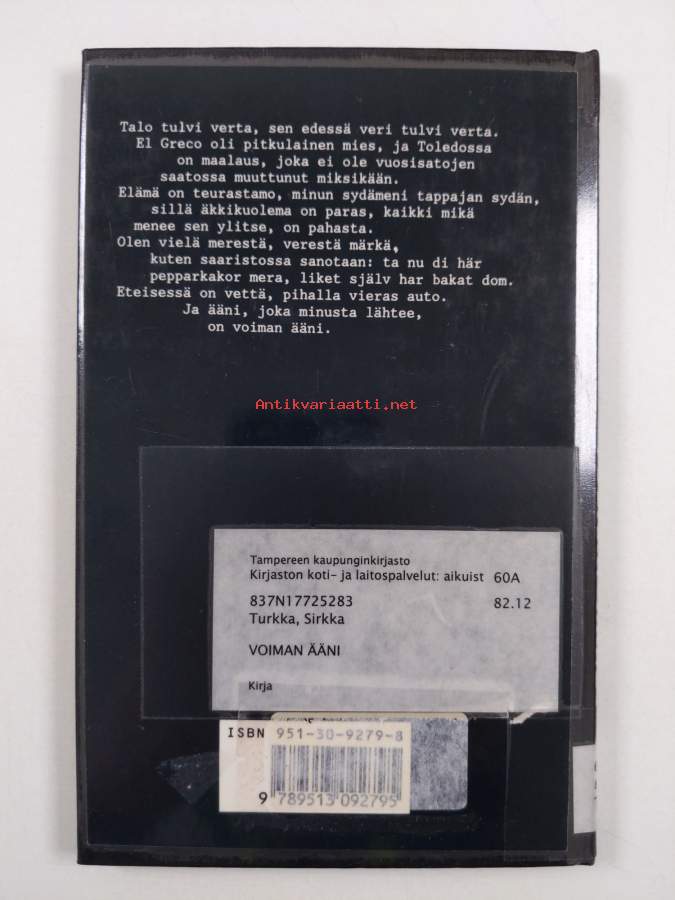 Talo tulvi verta, sen edessä veri tulvi verta.
El Greco oli pitkulainen mies, ja Toledossa
on maalaus, joka ei ole vuosisatojen
saatossa muuttunut miksikään.
Elämä on teurastamo, minun sydämeni tappajan sydän,
sillä äkkikuolema on paras, kaikki mikä
menee sen ylitse, on pahasta.
Olen vielä merestä, verestä märkä,
kuten saaristossa sanotaan: ta nu di här
pepparkakor mera, liket själv har bakat dom.
Eteisessä on vettä, pihalla vieras auto.
Ja ääni, joka minusta lähtee,
on voiman ääni.
Antikvariaatti.net
Tampereen kaupunginkirjasto
Kirjaston koti- ja laitospalvelut: aikuist 60A
837N17725283 82.12
Turkka, Sirkka
VOIMAN ÄÄNI
Kirja
ISBN 951-30-9279-8
9 789513 092795